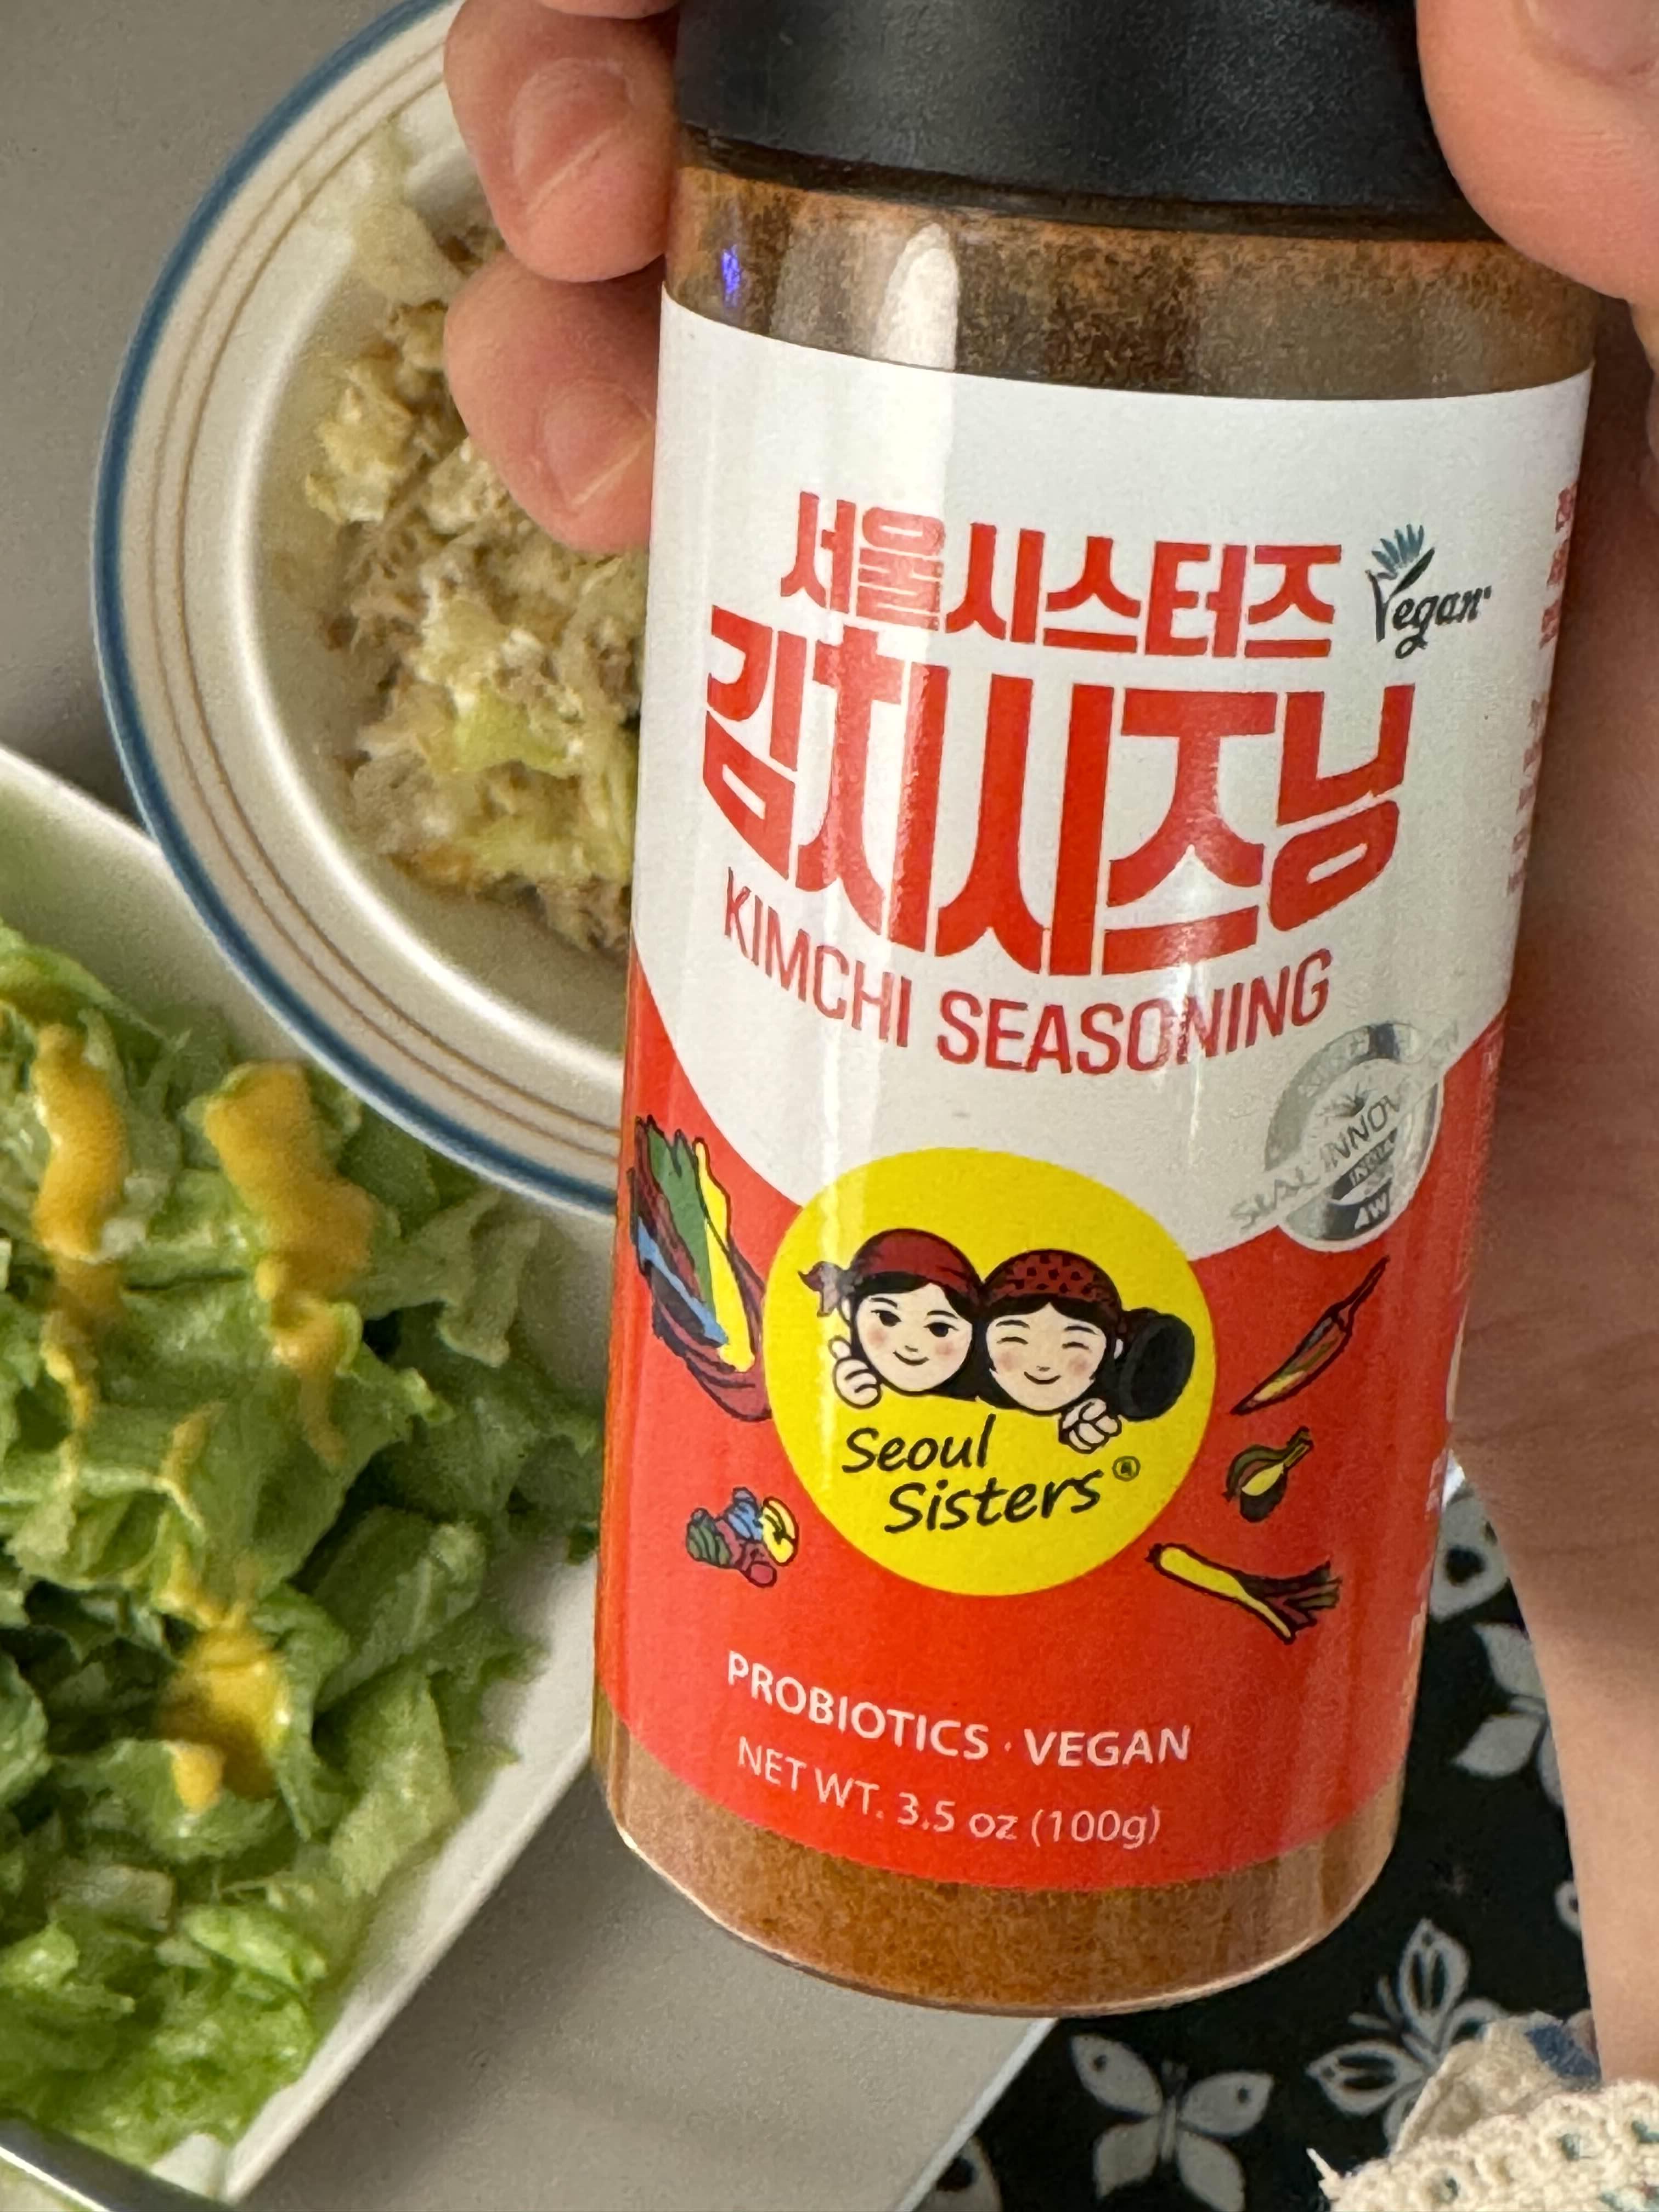 서울시스터즈
Vegan
김치시즈닝
KIMCHI SEASONING
Seoul
Sisters®
PROBIOTICS · VEGAN
NET WT. 3.5 oz (100g)